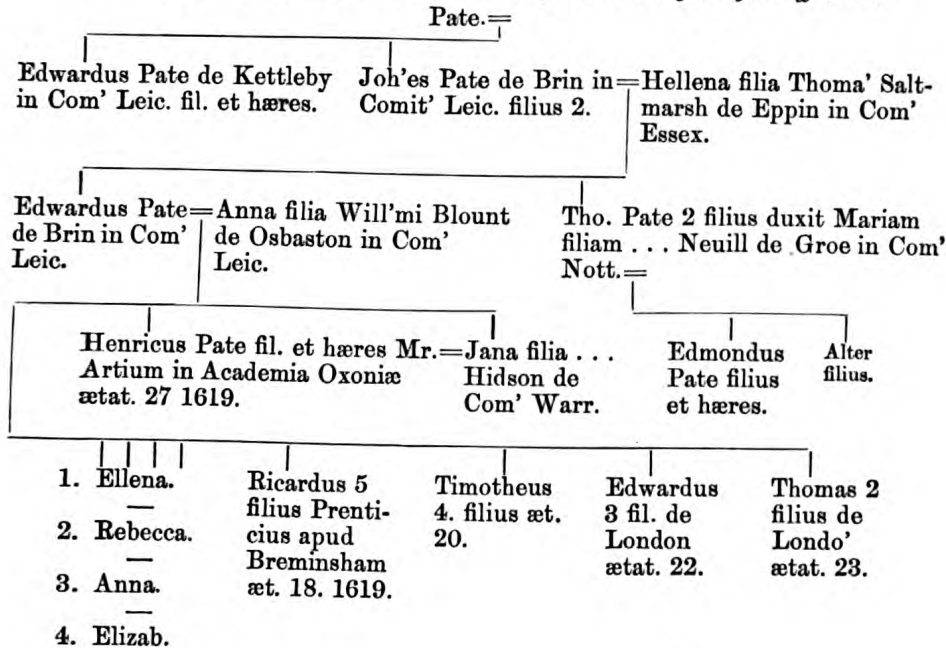 Pate.=
Edwardus Pate de Kettleby
in Com' Leic. fil. et hæres.
Joh'es Pate de Brin in=
Comit' Leic. filius 2.
Hellena filia Thoma' Salt-
marsh de Eppin in Com'
Essex.
Edwardus Pate=
de Brin in Com'
Leic.
Anna filia Will'mi Blount
de Osbaston in Com'
Leic.
Tho. Pate 2 filius duxit Mariam
filiam . . . Neuill de Groe in Com'
Nott.=
Henricus Pate fil. et hæres Mr.=
Artium in Academia Oxoniæ
ætat. 27 1619.
Jana filia . . .
Hidson de
Com' Warr.
Edmondus
Pate filius
et hæres.
Alter
filius.
1. Ellena.
2. Rebecca.
3. Anna.
4. Elizab.
Ricardus 5
filius Prenti-
cius apud
Breminsham
æt. 18. 1619.
Timotheus
4. filius æt.
20.
Edwardus
3 fil. de
London
ætat. 22.
Thomas 2
filius de
Londo'
ætat. 23.